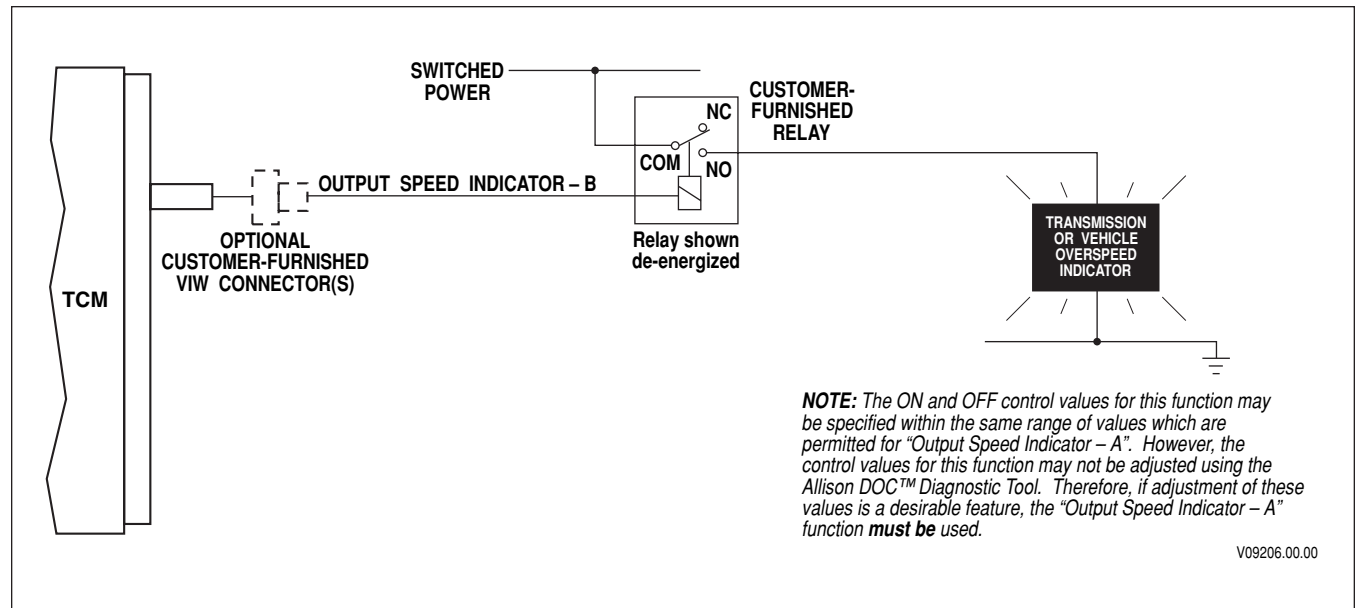 SWITCHED
POWER
CUSTOMER-
FURNISHED
RELAY
NC
COM
NO
OUTPUT SPEED INDICATOR – B
OPTIONAL
CUSTOMER-FURNISHED
VIW CONNECTOR(S)
Relay shown
de-energized
TCM
TRANSMISSION
OR VEHICLE
OVERSPEED
INDICATOR
NOTE: The ON and OFF control values for this function may
be specified within the same range of values which are
permitted for “Output Speed Indicator – A”. However, the
control values for this function may not be adjusted using the
Allison DOC™ Diagnostic Tool. Therefore, if adjustment of these
values is a desirable feature, the “Output Speed Indicator – A”
function must be used.
V09206.00.00